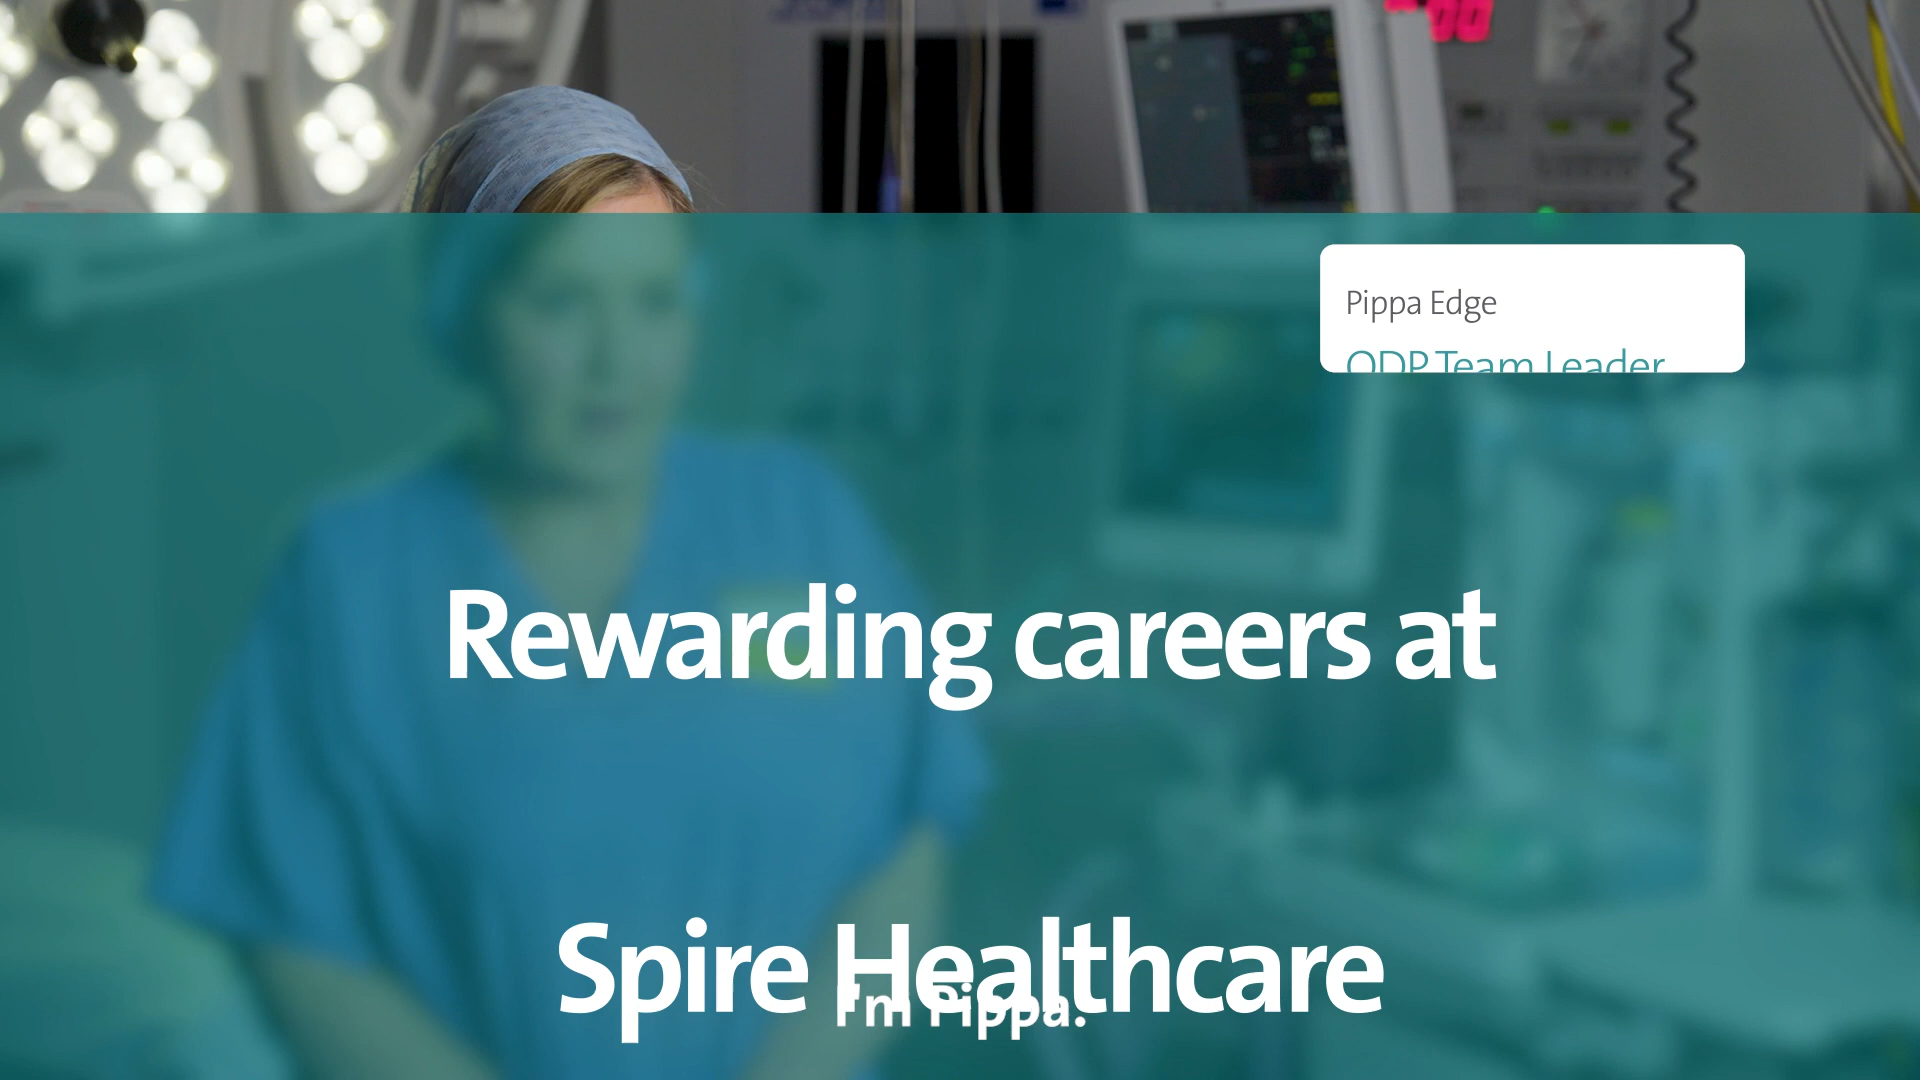 Pippa Edge
ODP Team Leader
Rewarding careers at
Spire Healthcare
I'm Pippa.